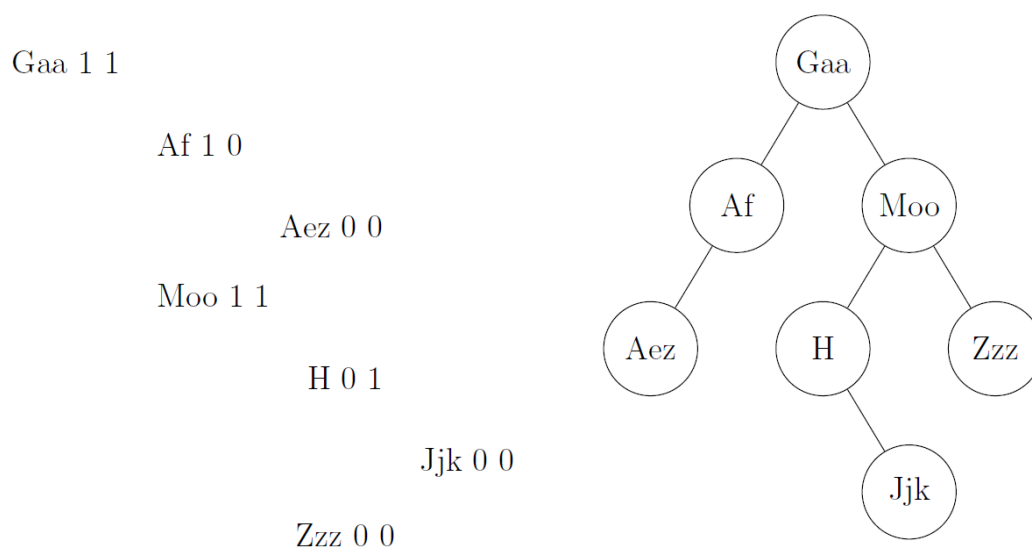 Gaa 1 1
Af 1 0
Aez 0 0
Moo 1 1
H 0 1
Jjk 0 0
Zzz 0 0
Gaa
Af Moo
Aez H Zzz
Jjk